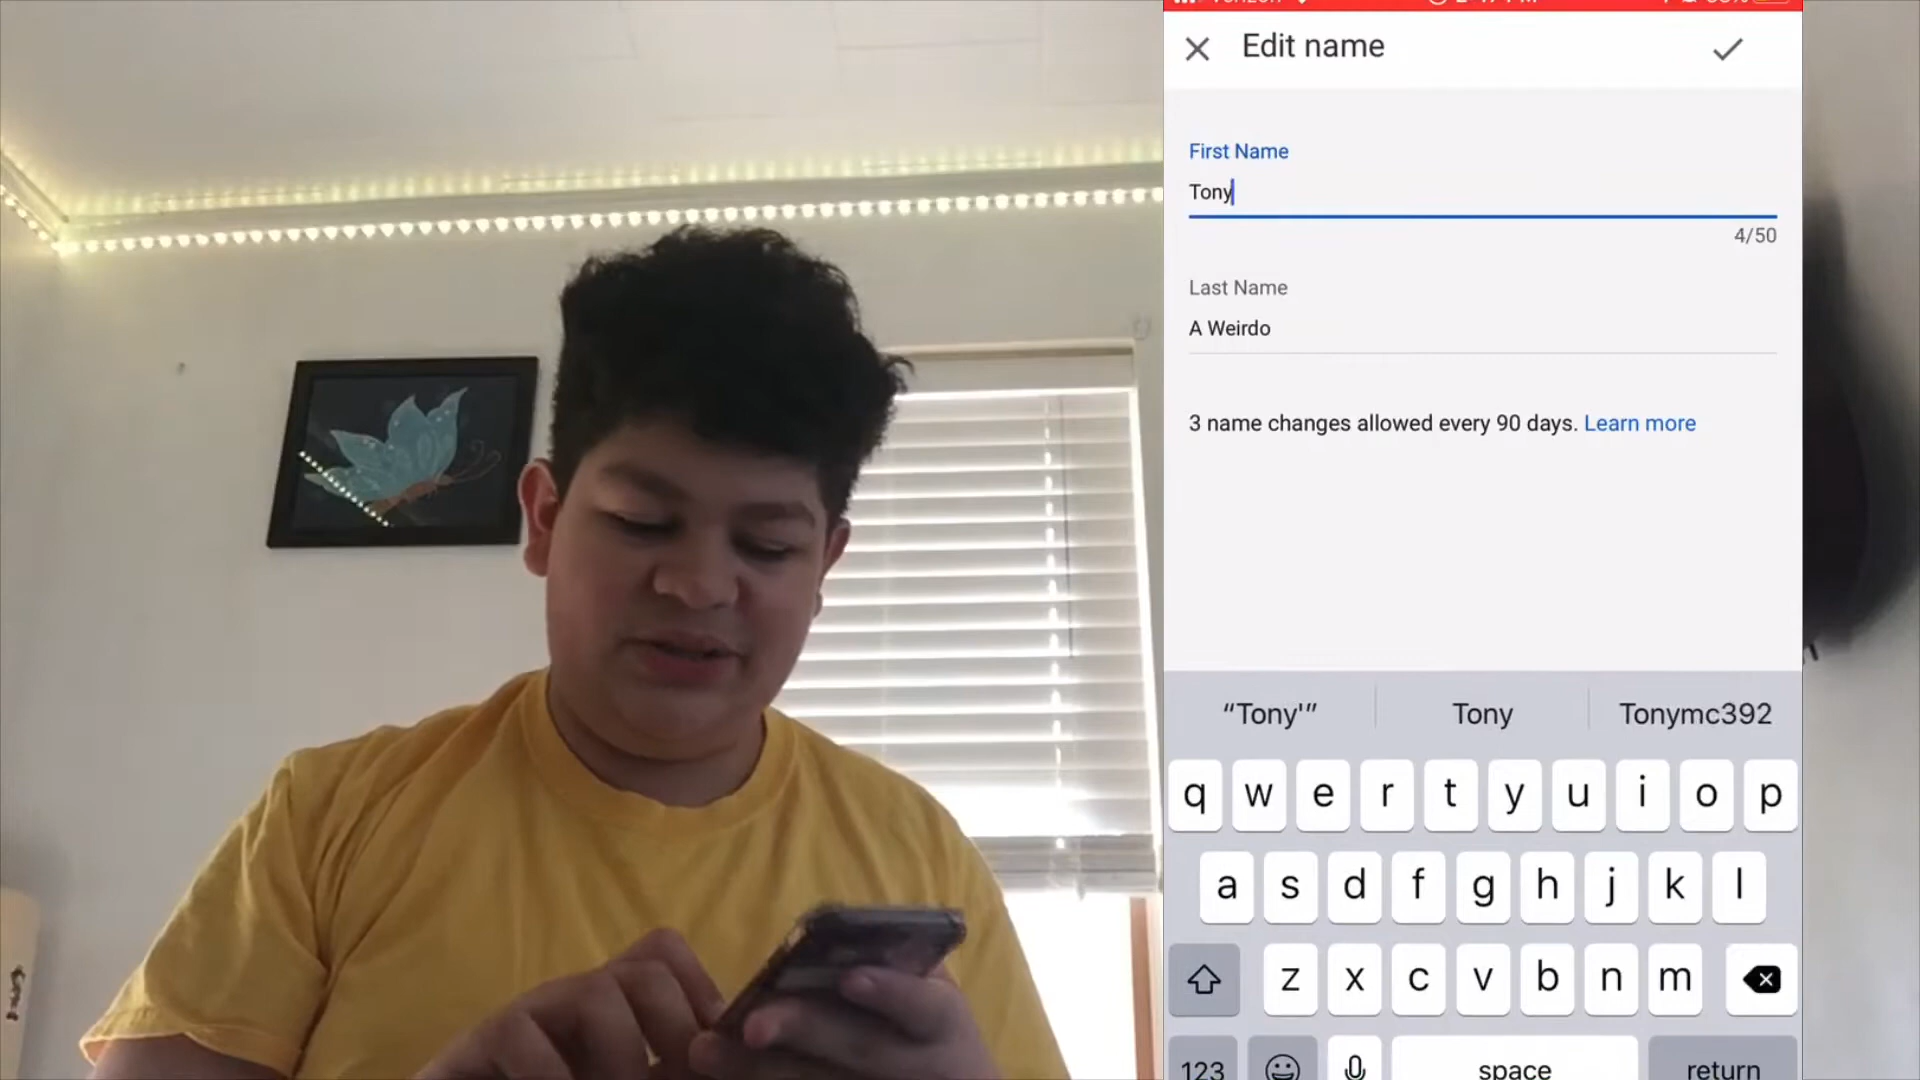 Edit name
First Name
Tony
4/50
Last Name
A Weirdo
3 name changes allowed every 90 days. Learn more
“Tony'” Tony Tonymc392
q w e r t y u i o p
a s d f g h j k l
z x c v b n m
123 space return